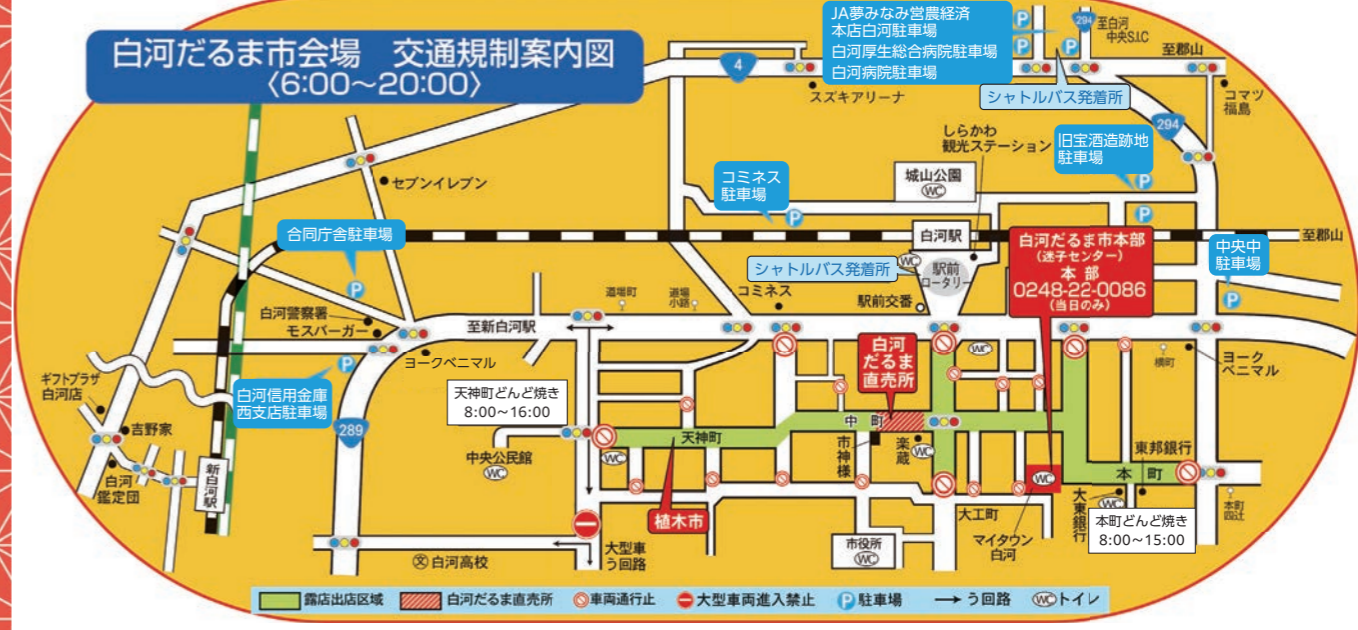 白河だるま市会場　交通規制案内図
〈6:00～20:00〉
4
JA夢みなみ営農経済
本店白河駐車場
白河厚生総合病院駐車場
白河病院駐車場
P
P
P
294
至白河
中央S.I.C
至郡山
スズキアリーナ
シャトルバス発着所
コマツ
福島
294
しらかわ
観光ステーション
旧宝酒造跡地
駐車場
P
P
セブンイレブン
コミネス
駐車場
P
城山公園
WC
合同庁舎駐車場
P
白河駅
至郡山
白河だるま市本部
(迷子センター)
本部
0248-22-0086
(当日のみ)
中央中
駐車場
P
シャトルバス発着所
WC
駅前
ロータリー
駅前交番
コミネス
道場町
道場
小路
白河警察署
モスバーガー
至新白河駅
ヨークベニマル
P
白河信用金庫
西支店駐車場
289
ギフトプラザ
白河店
吉野家
白河
鑑定団
新白河駅
天神町どんど焼き
8:00～16:00
白河
だるま
直売所
WC
横町
ヨーク
ベニマル
中央公民館
WC
WC
天神町
中町
市神様
楽蔵
WC
WC
東邦銀行
本町
植木市
大工町
マイタウン
白河
大東銀行
WC
本町どんど焼き
8:00～15:00
本町
四辻
文白河高校
大型車
う回路
市役所
WC
WC
露店出店区域
白河だるま直売所
車両通行止
大型車両進入禁止
P駐車場
う回路
WCトイレ